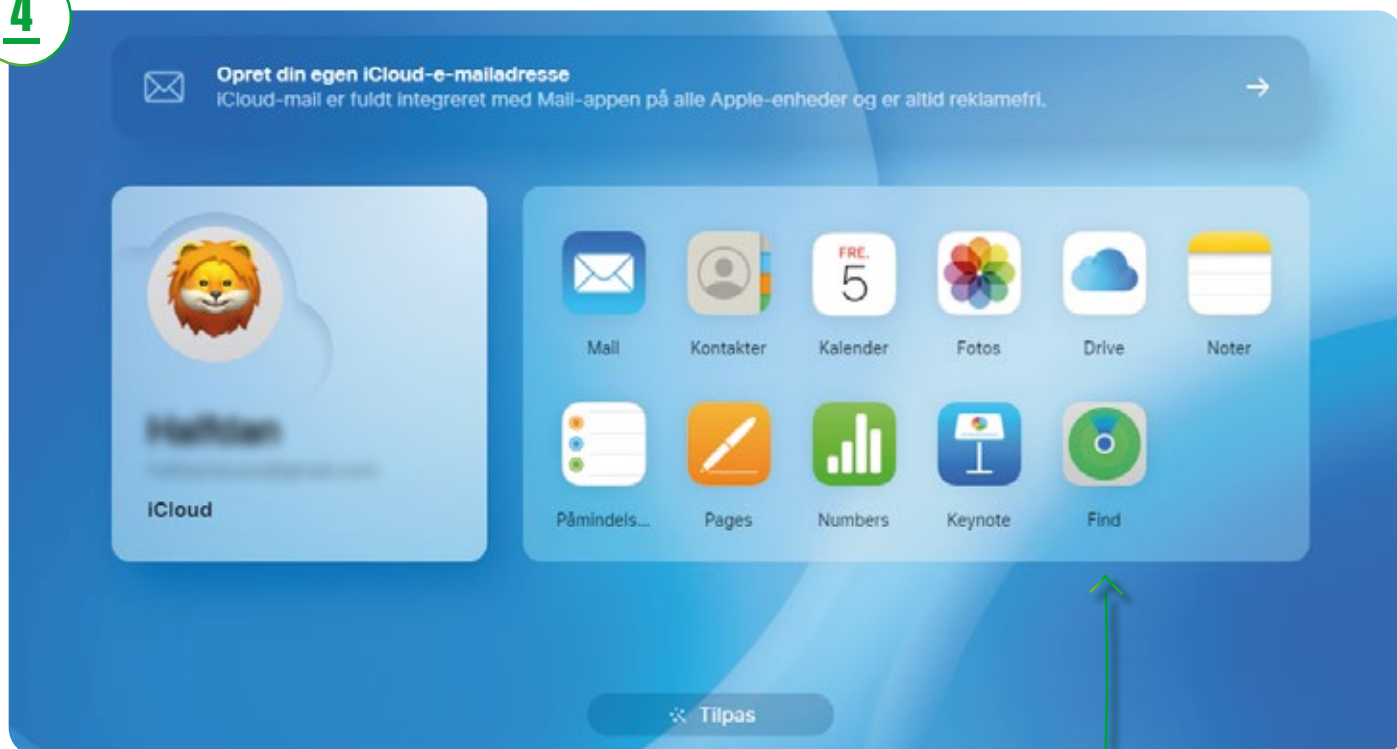 4
Opret din egen iCloud-e-mailadresse
iCloud-mail er fuldt integreret med Mail-appen på alle Apple-enheder og er altid reklamefri.
FRE.
5
Mail Kontakter Kalender Fotos Drive Noter
iCloud
Påmindels... Pages Numbers Keynote Find
Tilpas